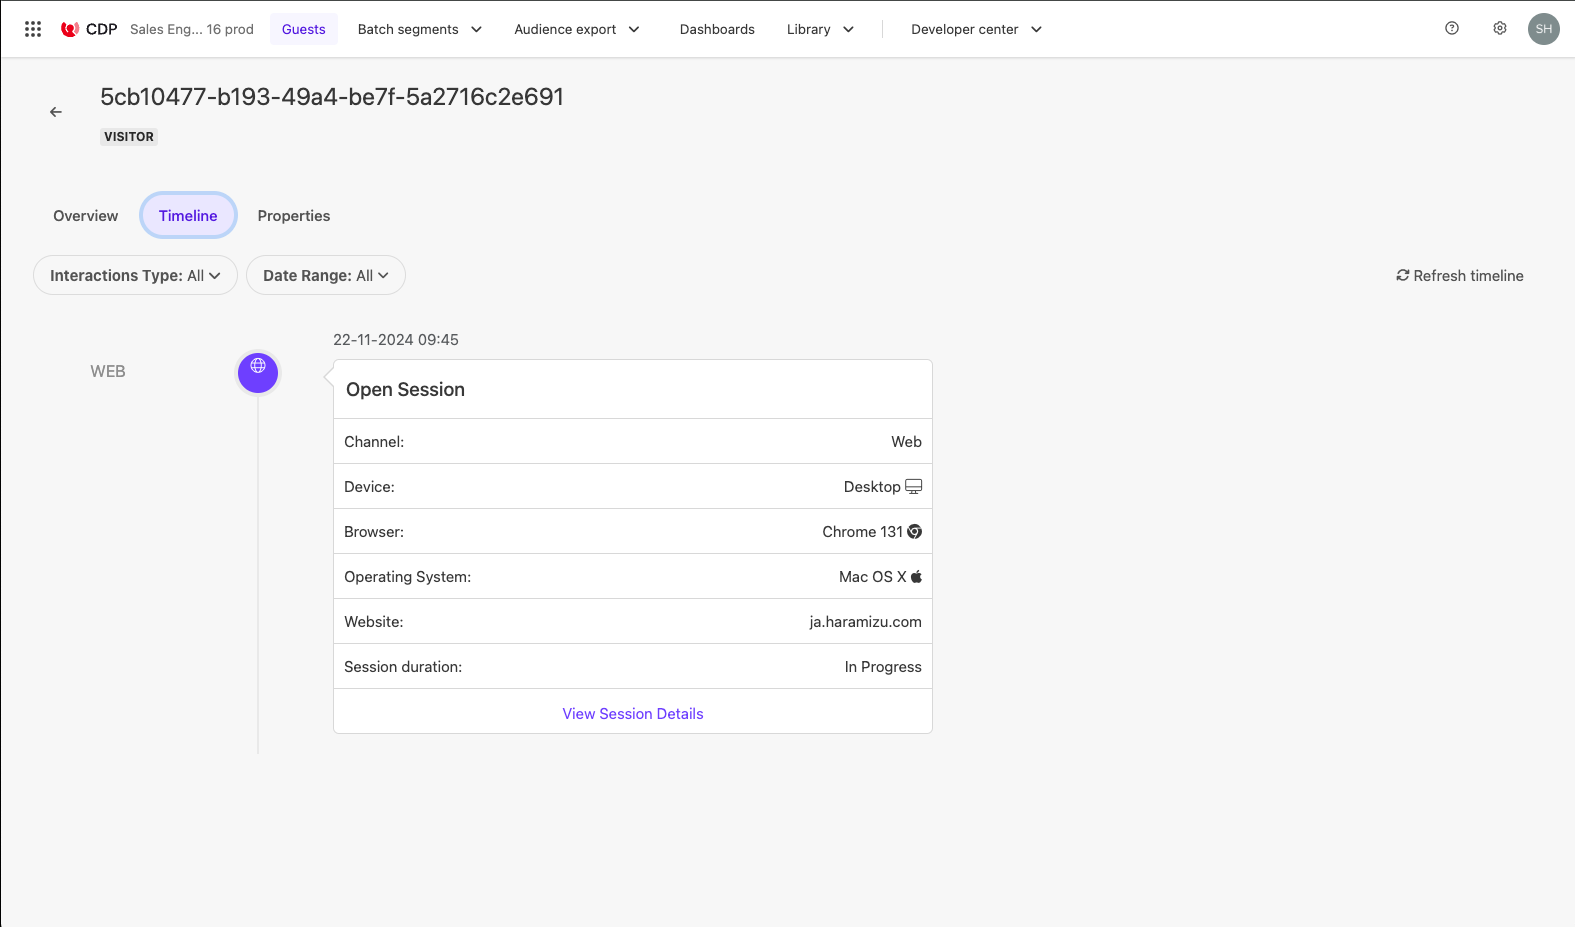 CDP Sales Eng... 16 prod Guests Batch segments Audience export Dashboards Library Developer center SH
5cb10477-b193-49a4-be7f-5a2716c2e691
VISITOR
Overview Timeline Properties
Interactions Type: All Date Range: All Refresh timeline
22-11-2024 09:45
WEB
Open Session
Channel: Web
Device: Desktop
Browser: Chrome 131
Operating System: Mac OS X
Website: ja.haramizu.com
Session duration: In Progress
View Session Details